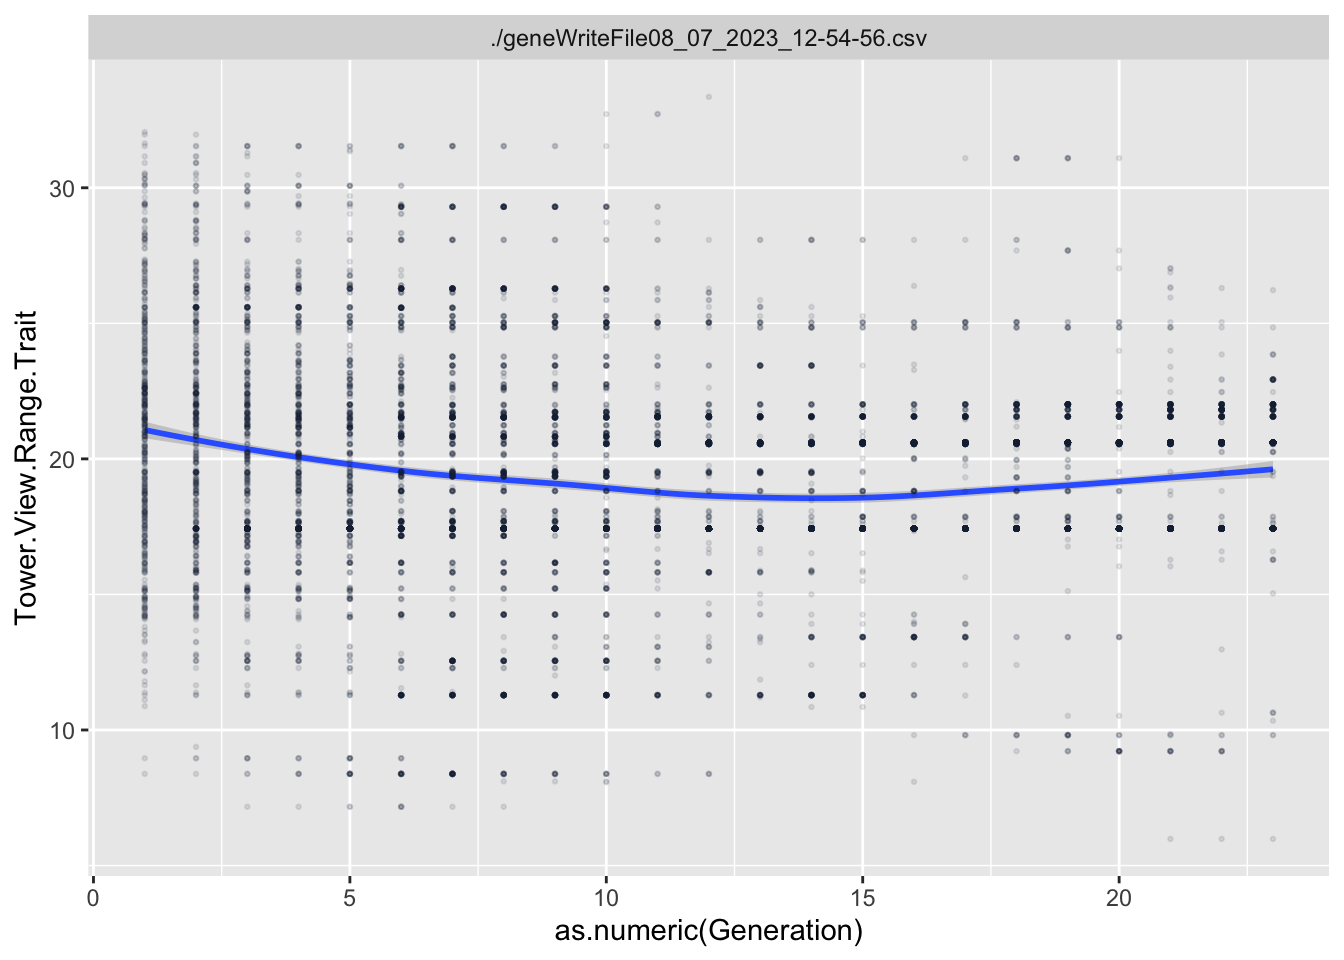 ./geneWriteFile08_07_2023_12-54-56.csv
Tower.View.Range.Trait
30
20
10
0
5
10
15
20
as.numeric(Generation)